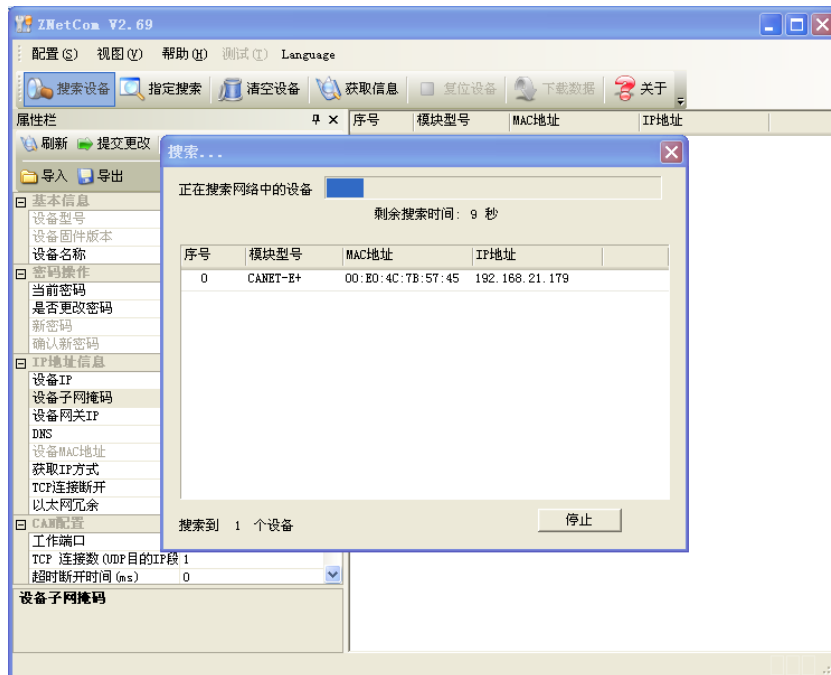 ZNetCom V2.69
配置(S) 视图(V) 帮助(H) 测试(T) Language
搜索设备 指定搜索 清空设备 获取信息 复位设备 下载数据 关于
属性栏
刷新 提交更改
导入 导出
基本信息
设备型号
设备固件版本
设备名称
密码操作
当前密码
是否更改密码
新密码
确认新密码
IP地址信息
设备IP
设备子网掩码
设备网关IP
DNS
设备MAC地址
获取IP方式
TCP连接断开
以太网冗余
CAN配置
工作端口
TCP 连接数(UDP目的IP段 1
超时断开时间(ms) 0
设备子网掩码
序号 模块型号 MAC地址 IP地址
搜索...
正在搜索网络中的设备
剩余搜索时间: 9 秒
序号 模块型号 MAC地址 IP地址
0 CANET-E+ 00:E0:4C:7B:57:45 192.168.21.179
搜索到 1 个设备
停止